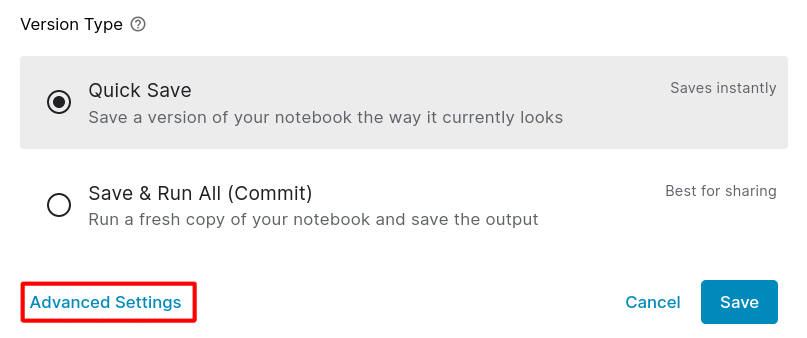 Version Type
Quick Save
Saves instantly
Save a version of your notebook the way it currently looks
Save & Run All (Commit)
Best for sharing
Run a fresh copy of your notebook and save the output
Advanced Settings
Cancel
Save